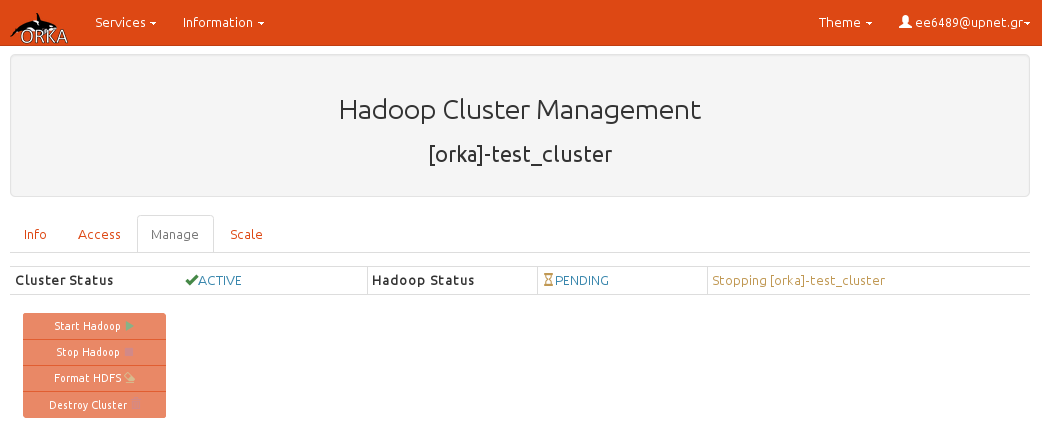 ORKA Services Information Theme ee6489@upnet.gr
Hadoop Cluster Management
[orka]-test_cluster
Info Access Manage Scale
Cluster Status ACTIVE Hadoop Status PENDING Stopping [orka]-test_cluster
Start Hadoop
Stop Hadoop
Format HDFS
Destroy Cluster